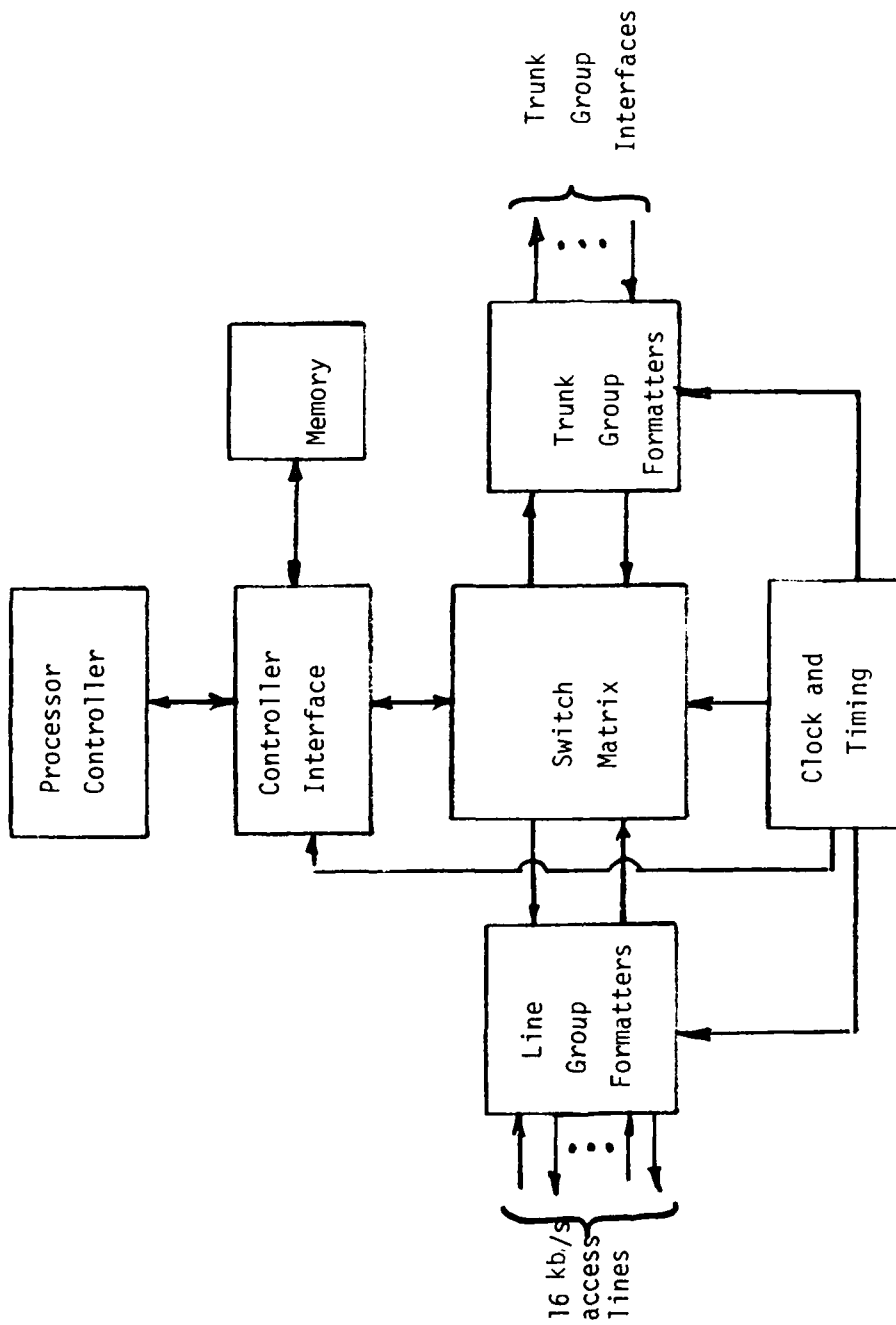 Processor
Controller
Controller
Interface
Memory
16 kb/s
access
lines
Line
Group
Formatters
Switch
Matrix
Trunk
Group
Formatters
Trunk
Group
Interfaces
Clock and
Timing